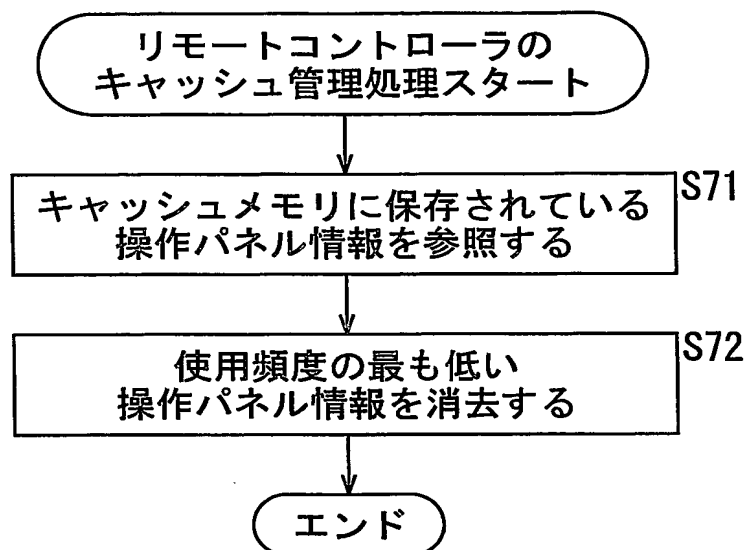 リモートコントローラの
キャッシュ管理処理スタート
キャッシュメモリに保存されている
操作パネル情報を参照する
S71
使用頻度の最も低い
操作パネル情報を消去する
S72
エンド